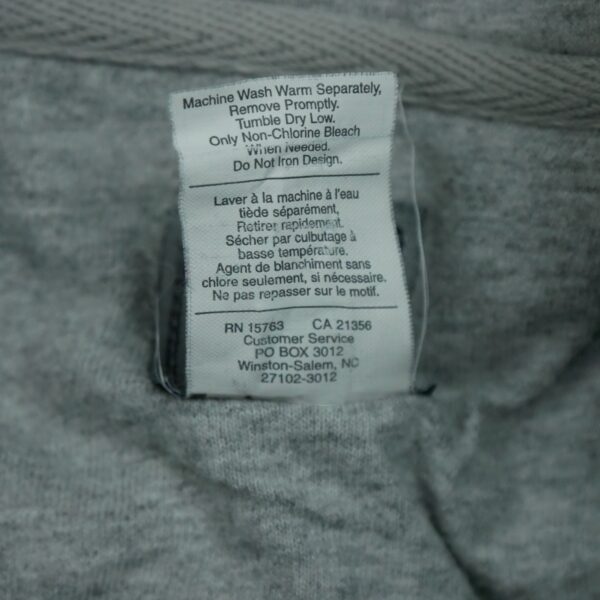 Machine Wash Warm Separately,
Remove Promptly.
Tumble Dry Low.
Only Non-Chlorine Bleach
When Needed.
Do Not Iron Design.
Laver à la machine à l'eau
tiède séparément,
Retirer rapidement.
Sécher par culbutage à
basse température.
Agent de blanchiment sans
chlore seulement, si nécessaire.
Ne pas repasser sur le motif.
RN 15763 CA 21356
Customer Service
PO BOX 3012
Winston-Salem, NC
27102-3012